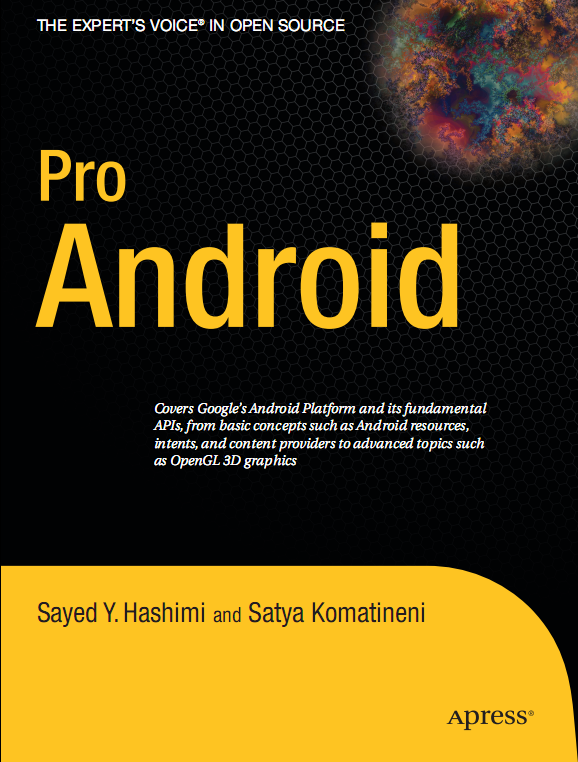 THE EXPERT'S VOICE® IN OPEN SOURCE
Pro
Android
Covers Google's Android Platform and its fundamental
APIs, from basic concepts such as Android resources,
intents, and content providers to advanced topics such
as OpenGL 3D graphics
Sayed Y. Hashimi and Satya Komatineni
Apress®